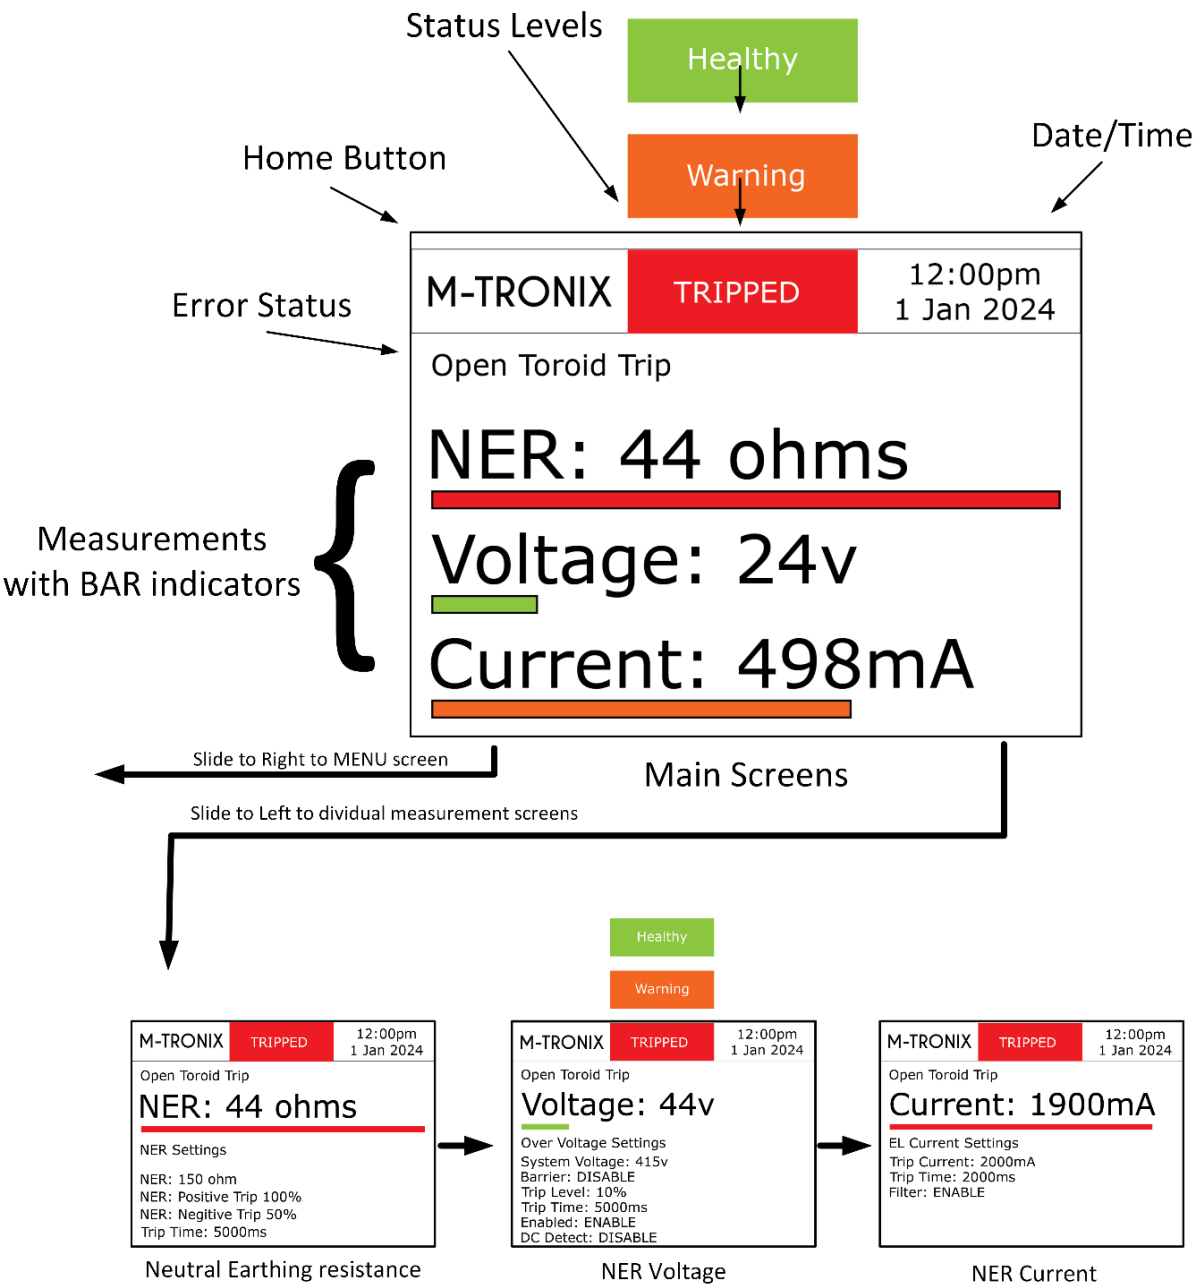 Status Levels
Healthy
Warning
Date/Time
Home Button
Error Status
M-TRONIX
TRIPPED
12:00pm
1 Jan 2024
Open Toroid Trip
NER: 44 ohms
Voltage: 24v
Current: 498mA
Measurements
with BAR indicators
Slide to Right to MENU screen
Main Screens
Slide to Left to dividual measurement screens
Healthy
Warning
M-TRONIX
TRIPPED
12:00pm
1 Jan 2024
Open Toroid Trip
NER: 44 ohms
NER Settings
NER: 150 ohm
NER: Positive Trip 100%
NER: Negitive Trip 50%
Trip Time: 5000ms
Neutral Earthing resistance
M-TRONIX
TRIPPED
12:00pm
1 Jan 2024
Open Toroid Trip
Voltage: 44v
Over Voltage Settings
System Voltage: 415v
Barrier: DISABLE
Trip Level: 10%
Trip Time: 5000ms
Enabled: ENABLE
DC Detect: DISABLE
NER Voltage
M-TRONIX
TRIPPED
12:00pm
1 Jan 2024
Open Toroid Trip
Current: 1900mA
EL Current Settings
Trip Current: 2000mA
Trip Time: 2000ms
Filter: ENABLE
NER Current